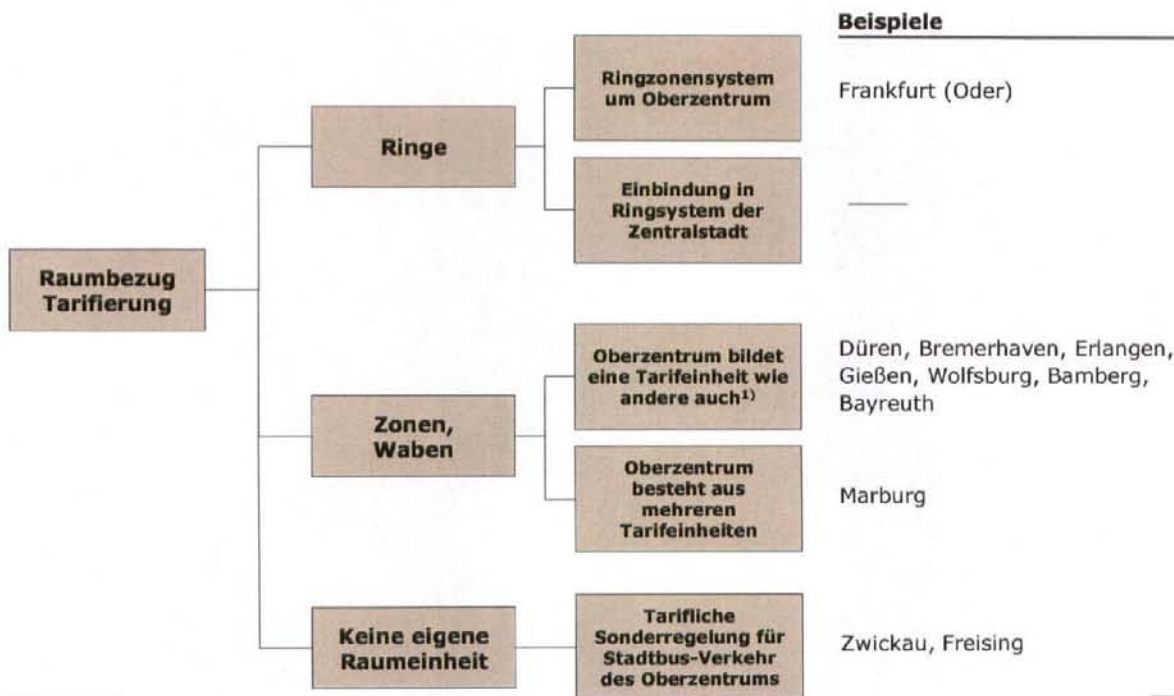 Beispiele
Raumbezug
Tarifierung
Ringe
Ringzonensystem
um Oberzentrum
Frankfurt (Oder)
Einbindung in
Ringsystem der
Zentralstadt
Zonen,
Waben
Oberzentrum bildet
eine Tarifeinheit wie
andere auch¹⁾
Düren, Bremerhaven, Erlangen,
Gießen, Wolfsburg, Bamberg,
Bayreuth
Oberzentrum
besteht aus
mehreren
Tarifeinheiten
Marburg
Keine eigene
Raumeinheit
Tarifliche
Sonderregelung für
Stadtbus-Verkehr
des Oberzentrums
Zwickau, Freising